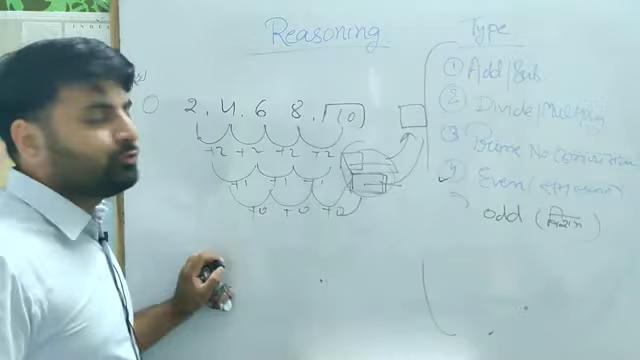 Reasoning
Type
① Add/Sub
② Divide/Multiply
2, 4, 6, 8, 10
+2 +2 +2 +2
③ Prime No
+1 +1 +1
④ Even/
+0 +0 +0
odd (विषम)